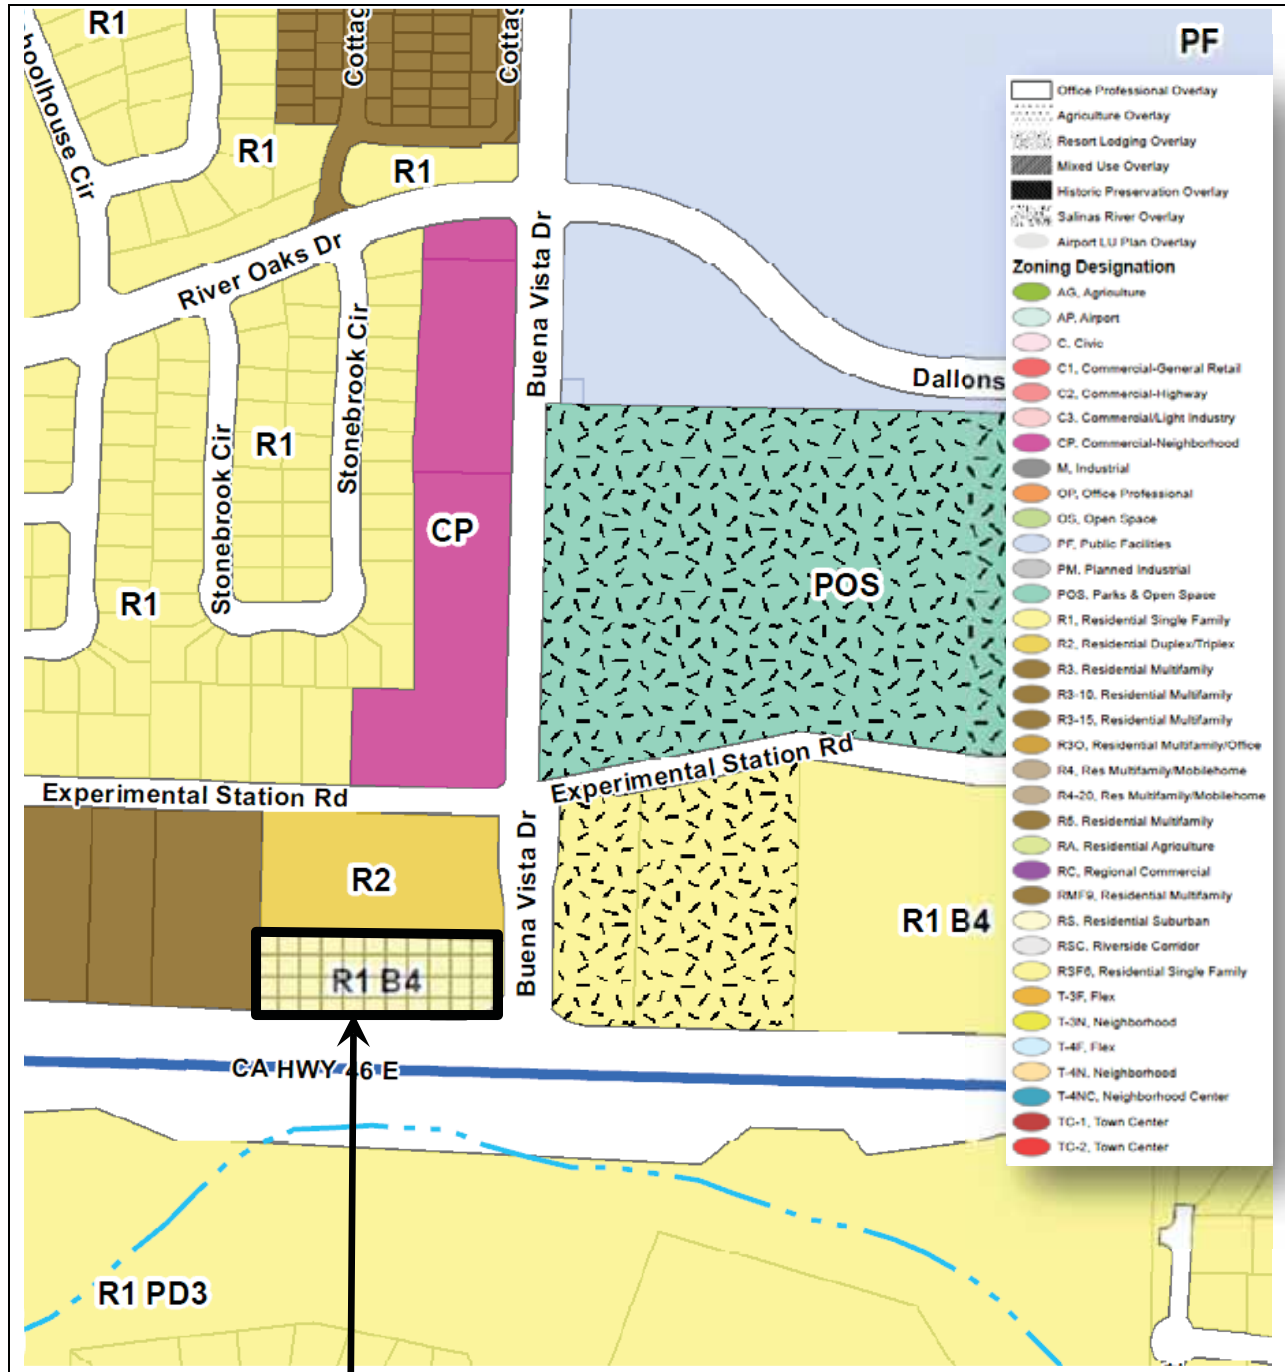 R1
hoolhouse Cir
Cottag
Cottag
PF
R1
R1
River Oaks Dr
Buena Vista Dr
Stonebrook Cir
Stonebrook Cir
R1
CP
R1
Dallons
POS
Experimental Station Rd
Experimental Station Rd
Buena Vista Dr
R2
R1 B4
R1 B4
CA HWY 46 E
R1 PD3
Office Professional Overlay
Agriculture Overlay
Resort Lodging Overlay
Mixed Use Overlay
Historic Preservation Overlay
Salinas River Overlay
Airport LU Plan Overlay
Zoning Designation
AG, Agriculture
AP, Airport
C, Civic
C1, Commercial-General Retail
C2, Commercial-Highway
C3, Commercial/Light Industry
CP, Commercial-Neighborhood
M, Industrial
OP, Office Professional
OS, Open Space
PF, Public Facilities
PM, Planned Industrial
POS, Parks & Open Space
R1, Residential Single Family
R2, Residential Duplex/Triplex
R3, Residential Multifamily
R3-10, Residential Multifamily
R3-15, Residential Multifamily
R3O, Residential Multifamily/Office
R4, Res Multifamily/Mobilehome
R4-20, Res Multifamily/Mobilehome
R5, Residential Multifamily
RA, Residential Agriculture
RC, Regional Commercial
RMF9, Residential Multifamily
RS, Residential Suburban
RSC, Riverside Corridor
RSF6, Residential Single Family
T-3F, Flex
T-3N, Neighborhood
T-4F, Flex
T-4N, Neighborhood
T-4NC, Neighborhood Center
TC-1, Town Center
TC-2, Town Center